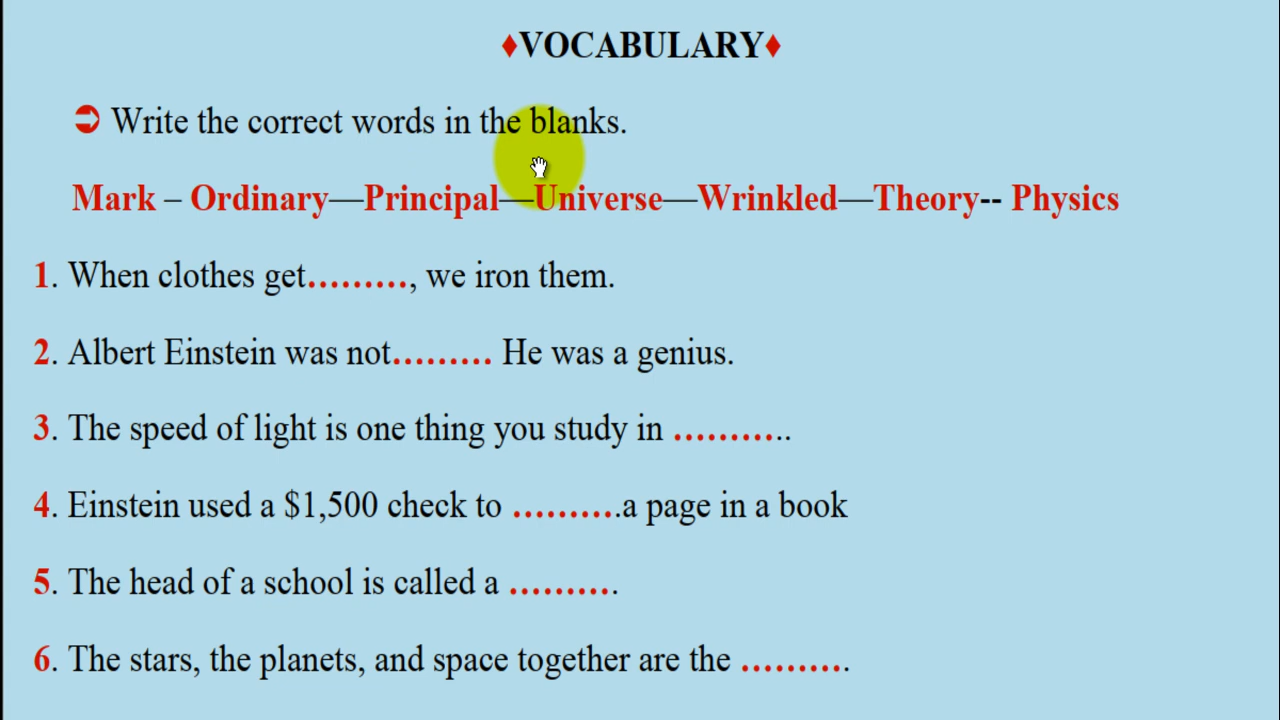 ♦VOCABULARY♦
➲ Write the correct words in the blanks.
Mark – Ordinary—Principal—Universe—Wrinkled—Theory-- Physics
1. When clothes get………, we iron them.
2. Albert Einstein was not……… He was a genius.
3. The speed of light is one thing you study in ………..
4. Einstein used a $1,500 check to ……….a page in a book
5. The head of a school is called a ……….
6. The stars, the planets, and space together are the ……….